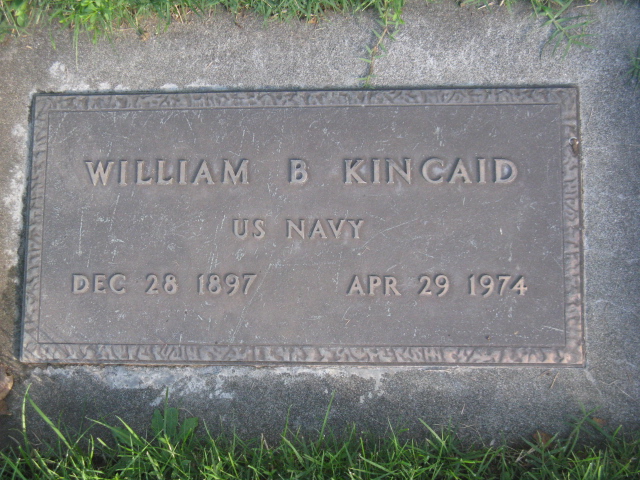 WILLIAM B KINCAID
US NAVY
DEC 28 1897 APR 29 1974